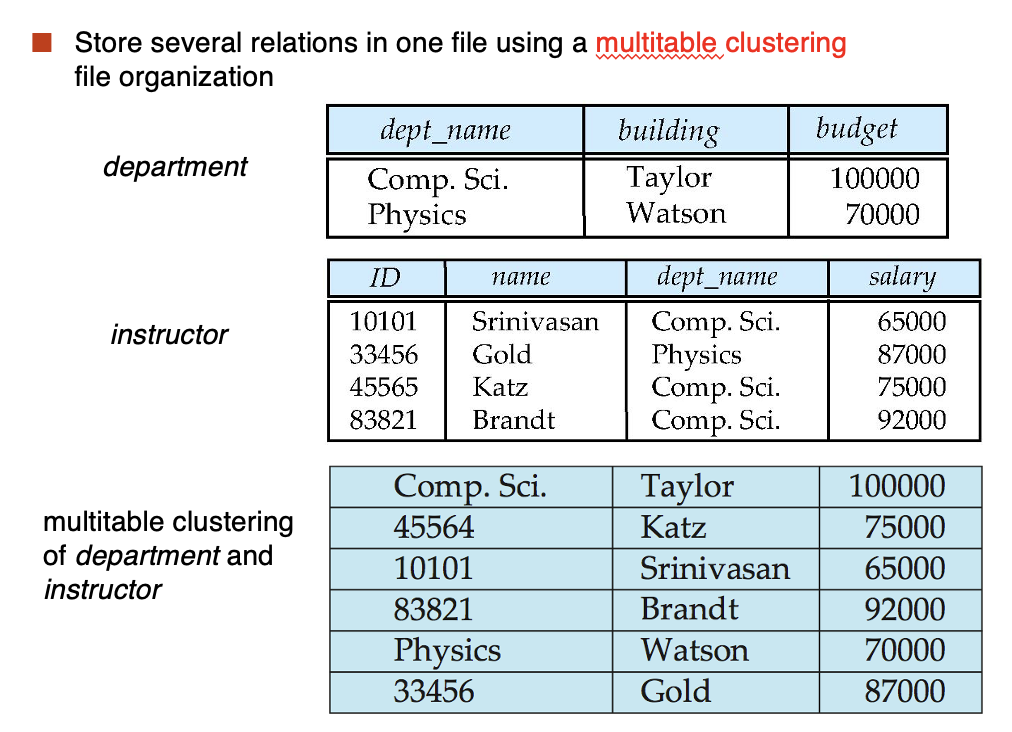 Store several relations in one file using a multitable clustering
file organization
department
dept_name building budget
Comp. Sci. Taylor 100000
Physics Watson 70000
instructor
ID name dept_name salary
10101 Srinivasan Comp. Sci. 65000
33456 Gold Physics 87000
45565 Katz Comp. Sci. 75000
83821 Brandt Comp. Sci. 92000
multitable clustering
of department and
instructor
Comp. Sci. Taylor 100000
45564 Katz 75000
10101 Srinivasan 65000
83821 Brandt 92000
Physics Watson 70000
33456 Gold 87000